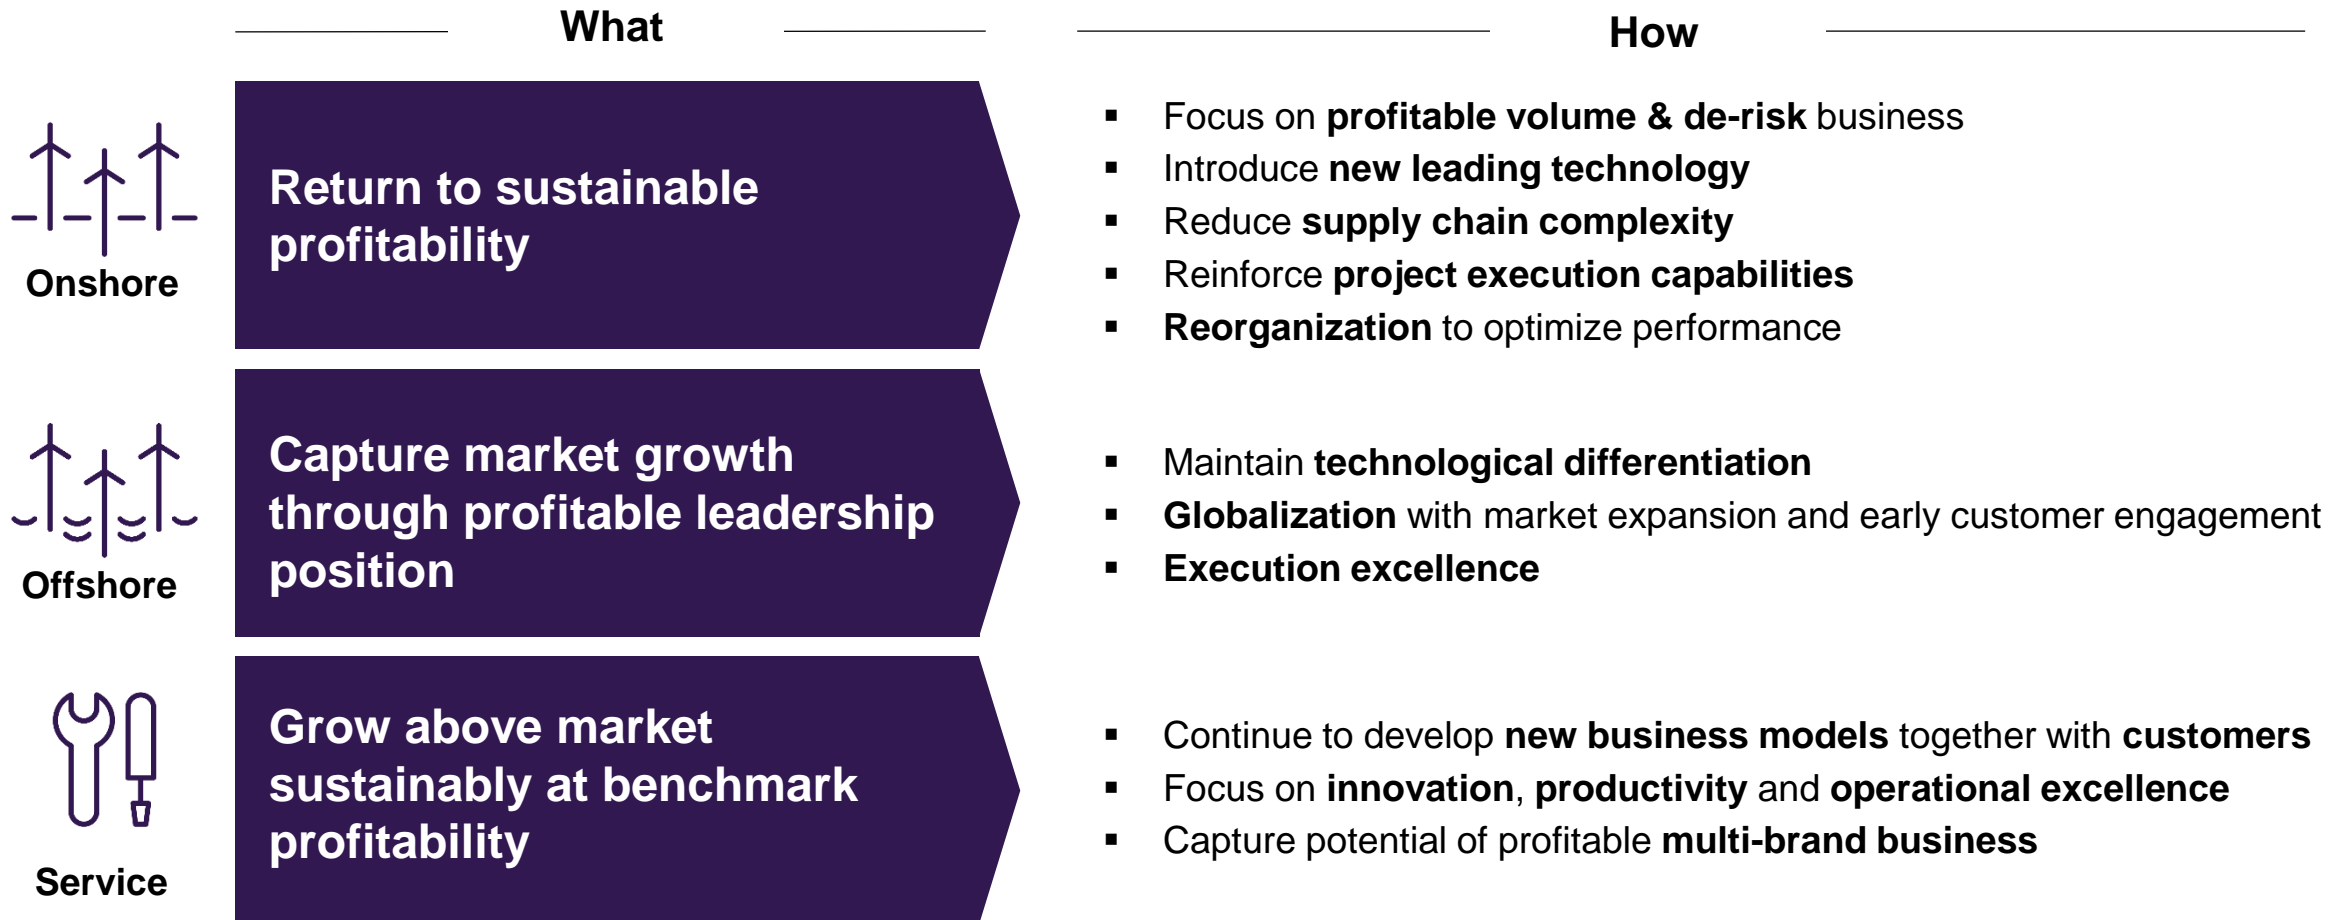 What
How
Onshore
Return to sustainable
profitability
▪ Focus on profitable volume & de-risk business
▪ Introduce new leading technology
▪ Reduce supply chain complexity
▪ Reinforce project execution capabilities
▪ Reorganization to optimize performance
Offshore
Capture market growth
through profitable leadership
position
▪ Maintain technological differentiation
▪ Globalization with market expansion and early customer engagement
▪ Execution excellence
Service
Grow above market
sustainably at benchmark
profitability
▪ Continue to develop new business models together with customers
▪ Focus on innovation, productivity and operational excellence
▪ Capture potential of profitable multi-brand business